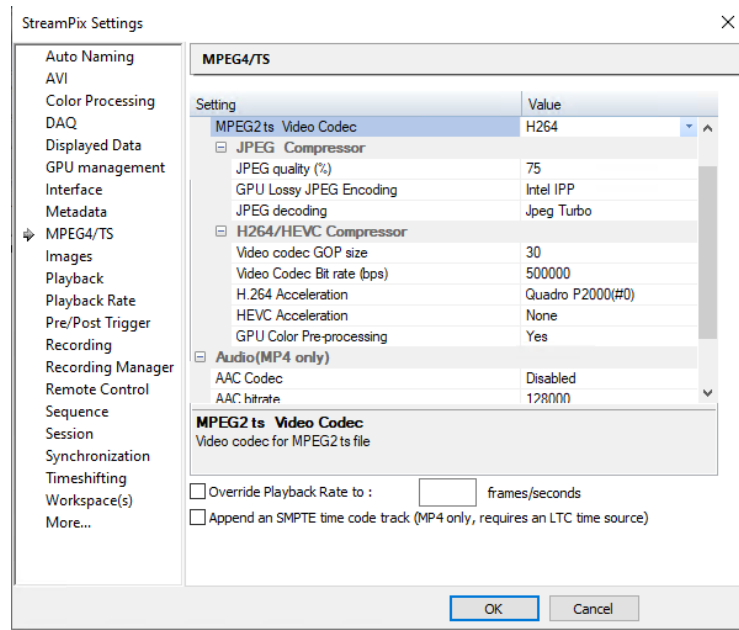 StreamPix Settings
Auto Naming
AVI
Color Processing
DAQ
Displayed Data
GPU management
Interface
Metadata
MPEG4/TS
Images
Playback
Playback Rate
Pre/Post Trigger
Recording
Recording Manager
Remote Control
Sequence
Session
Synchronization
Timeshifting
Workspace(s)
More...
MPEG4/TS
Setting Value
MPEG2 ts Video Codec H264
JPEG Compressor
JPEG quality (%) 75
GPU Lossy JPEG Encoding Intel IPP
JPEG decoding Jpeg Turbo
H264/HEVC Compressor
Video codec GOP size 30
Video Codec Bit rate (bps) 500000
H.264 Acceleration Quadro P2000(#0)
HEVC Acceleration None
GPU Color Pre-processing Yes
Audio(MP4 only)
AAC Codec Disabled
AAC bitrate 128000
MPEG2 ts Video Codec
Video codec for MPEG2 ts file
Override Playback Rate to : frames/seconds
Append an SMPTE time code track (MP4 only, requires an LTC time source)
OK Cancel